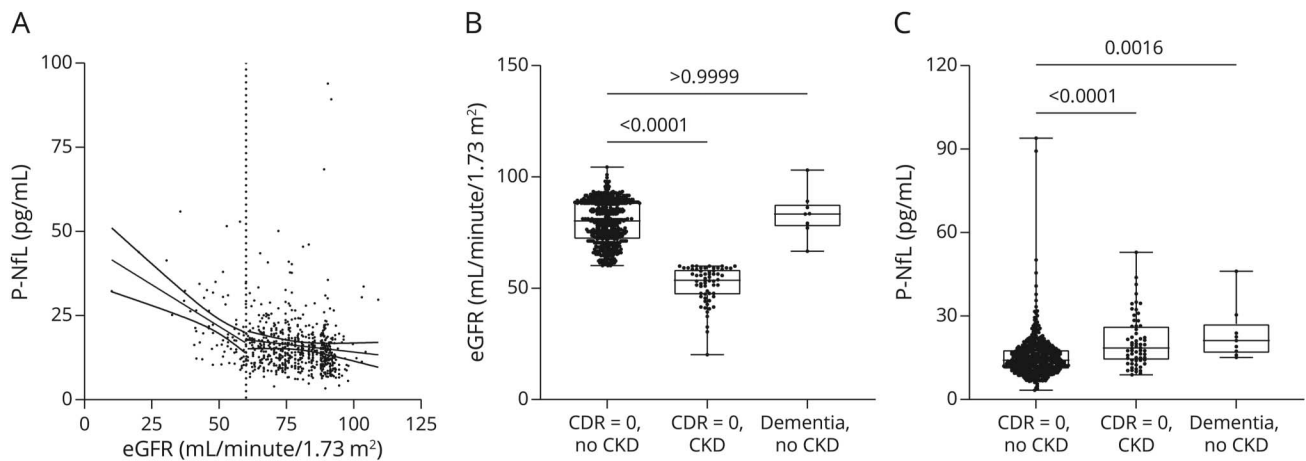 A
P-NfL (pg/mL)
100
75
50
25
0
0 25 50 75 100 125
eGFR (mL/minute/1.73 m²)
B
eGFR (mL/minute/1.73 m²)
150
100
50
0
>0.9999
<0.0001
CDR = 0,
no CKD
CDR = 0,
CKD
Dementia,
no CKD
C
P-NfL (pg/mL)
120
90
60
30
0
0.0016
<0.0001
CDR = 0,
no CKD
CDR = 0,
CKD
Dementia,
no CKD